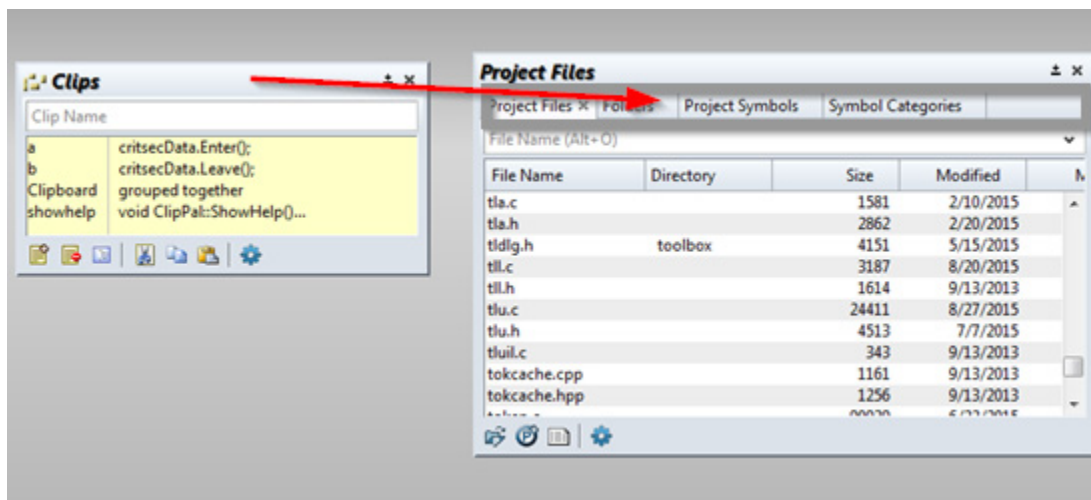 Clips
Clip Name
a critsecData.Enter();
b critsecData.Leave();
Clipboard grouped together
showhelp void ClipPal::ShowHelp()...
Project Files
Project Files Folders Project Symbols Symbol Categories
File Name (Alt+O)
File Name Directory Size Modified
tla.c 1581 2/10/2015
tla.h 2862 2/20/2015
tldlg.h toolbox 4151 5/15/2015
tll.c 3187 8/20/2015
tll.h 1614 9/13/2013
tlu.c 24411 8/27/2015
tlu.h 4513 7/7/2015
tluil.c 343 9/13/2013
tokcache.cpp 1161 9/13/2013
tokcache.hpp 1256 9/13/2013